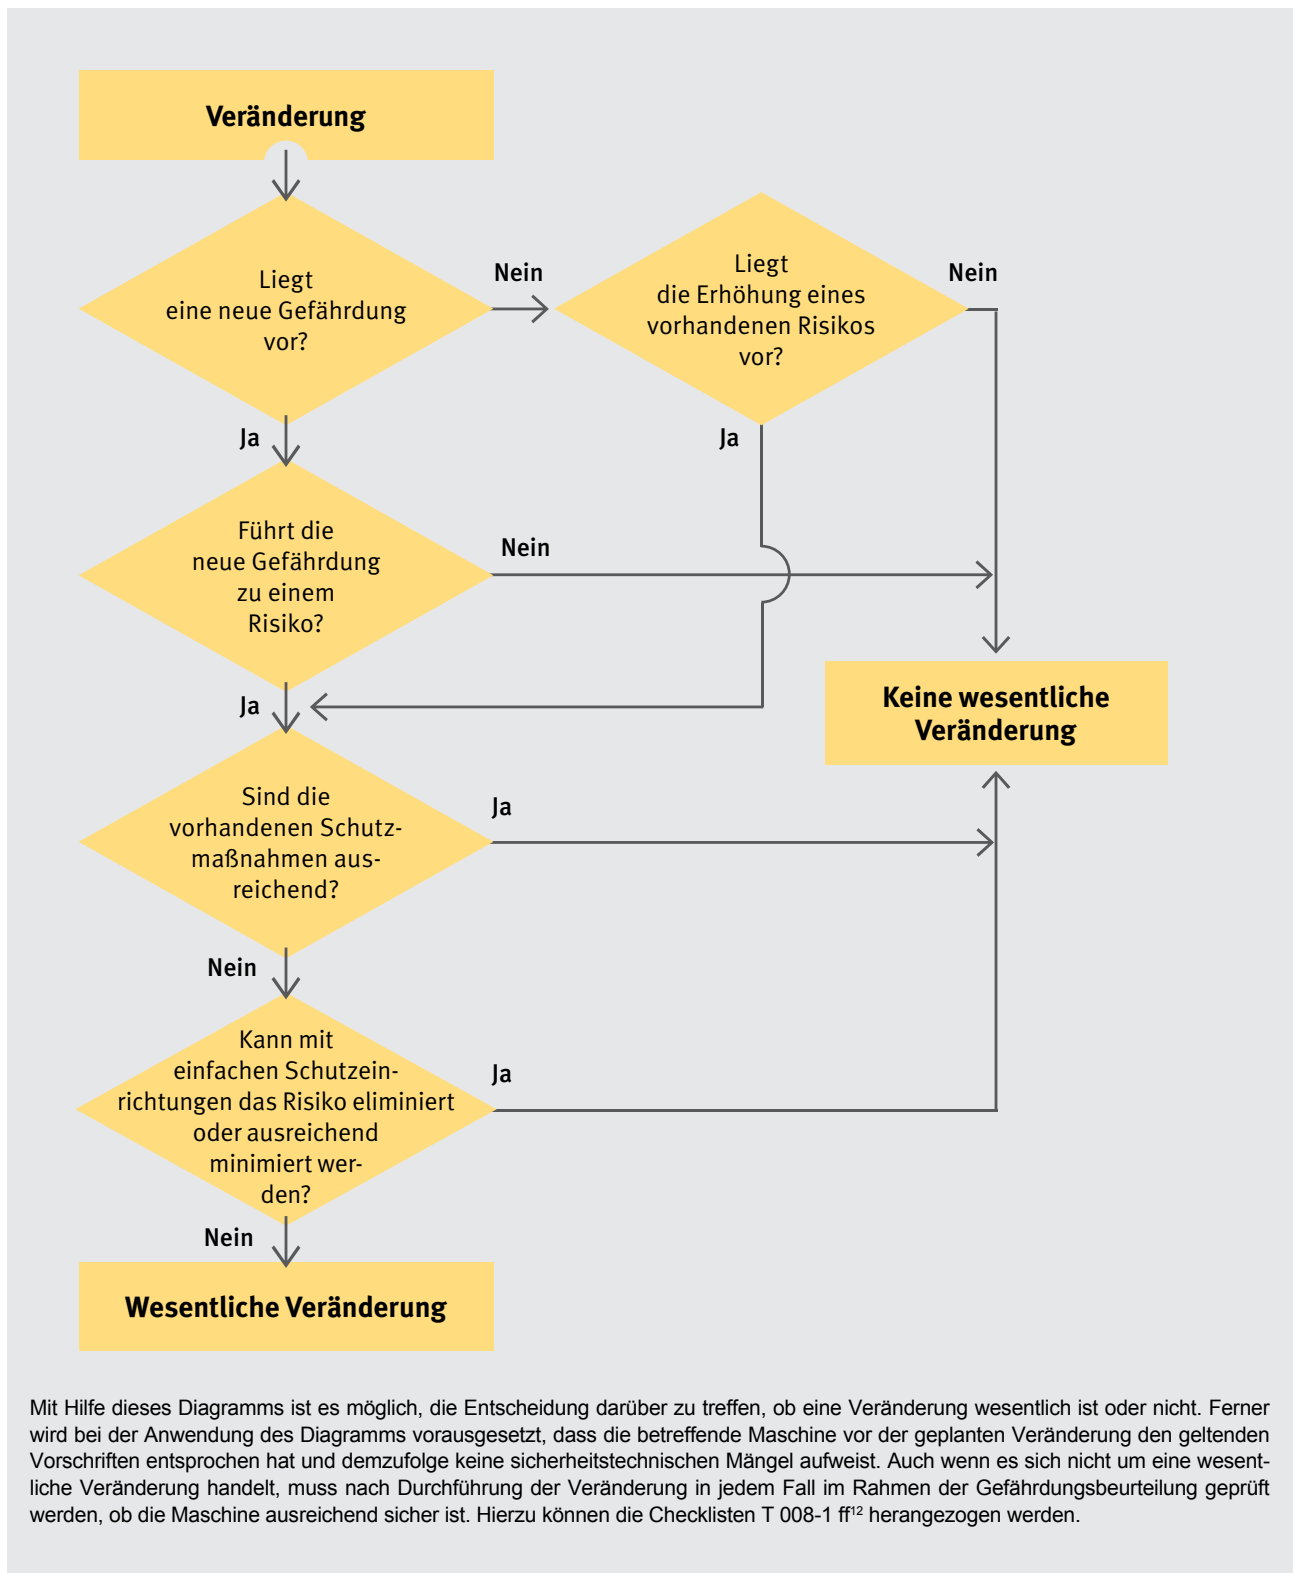 Veränderung
Liegt
eine neue Gefährdung
vor?
Nein
Liegt
die Erhöhung eines
vorhandenen Risikos
vor?
Nein
Ja
Ja
Führt die
neue Gefährdung
zu einem
Risiko?
Nein
Ja
Keine wesentliche
Veränderung
Sind die
vorhandenen Schutz-
maßnahmen aus-
reichend?
Ja
Nein
Kann mit
einfachen Schutzein-
richtungen das Risiko eliminiert
oder ausreichend
minimiert wer-
den?
Ja
Nein
Wesentliche Veränderung
Mit Hilfe dieses Diagramms ist es möglich, die Entscheidung darüber zu treffen, ob eine Veränderung wesentlich ist oder nicht. Ferner
wird bei der Anwendung des Diagramms vorausgesetzt, dass die betreffende Maschine vor der geplanten Veränderung den geltenden
Vorschriften entsprochen hat und demzufolge keine sicherheitstechnischen Mängel aufweist. Auch wenn es sich nicht um eine wesent-
liche Veränderung handelt, muss nach Durchführung der Veränderung in jedem Fall im Rahmen der Gefährdungsbeurteilung geprüft
werden, ob die Maschine ausreichend sicher ist. Hierzu können die Checklisten T 008-1 ff¹² herangezogen werden.